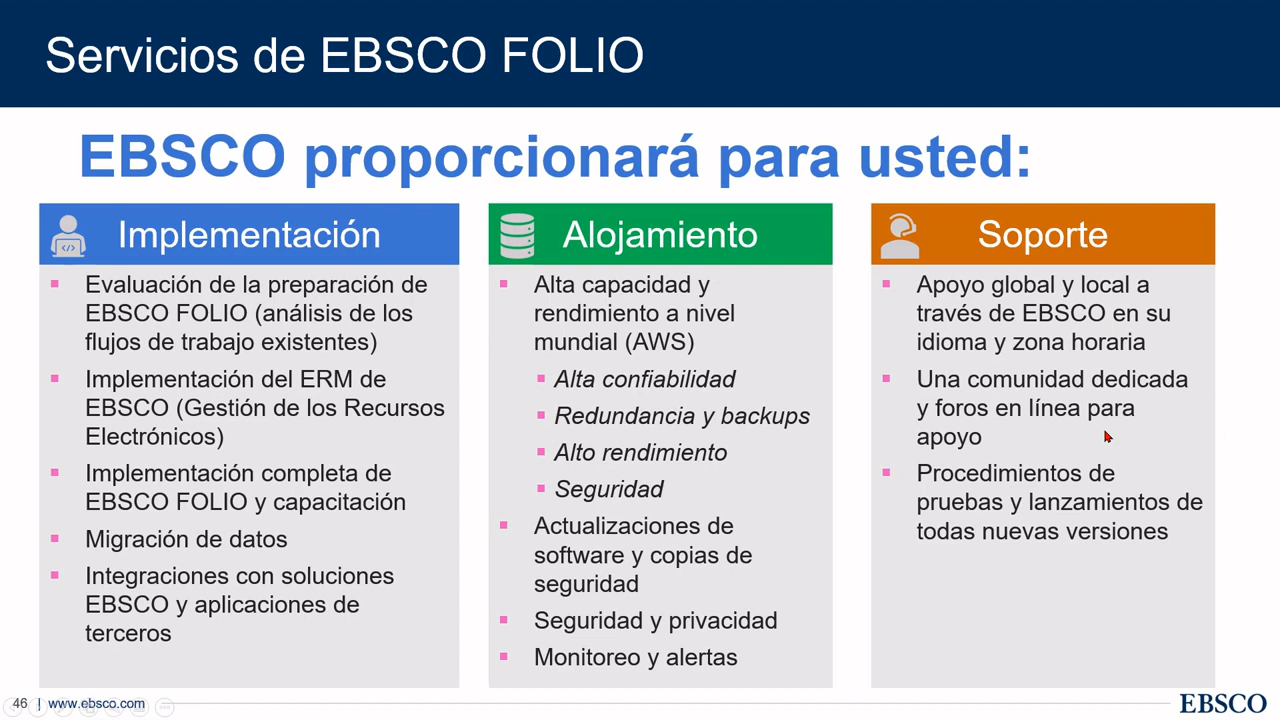 Servicios de EBSCO FOLIO
EBSCO proporcionará para usted:
Implementación
Evaluación de la preparación de
EBSCO FOLIO (análisis de los
flujos de trabajo existentes)
Implementación del ERM de
EBSCO (Gestión de los Recursos
Electrónicos)
Implementación completa de
EBSCO FOLIO y capacitación
Migración de datos
Integraciones con soluciones
EBSCO y aplicaciones de
terceros
Alojamiento
Alta capacidad y
rendimiento a nivel
mundial (AWS)
Alta confiabilidad
Redundancia y backups
Alto rendimiento
Seguridad
Actualizaciones de
software y copias de
seguridad
Seguridad y privacidad
Monitoreo y alertas
Soporte
Apoyo global y local a
través de EBSCO en su
idioma y zona horaria
Una comunidad dedicada
y foros en línea para
apoyo
Procedimientos de
pruebas y lanzamientos de
todas nuevas versiones
46 | www.ebsco.com
EBSCO